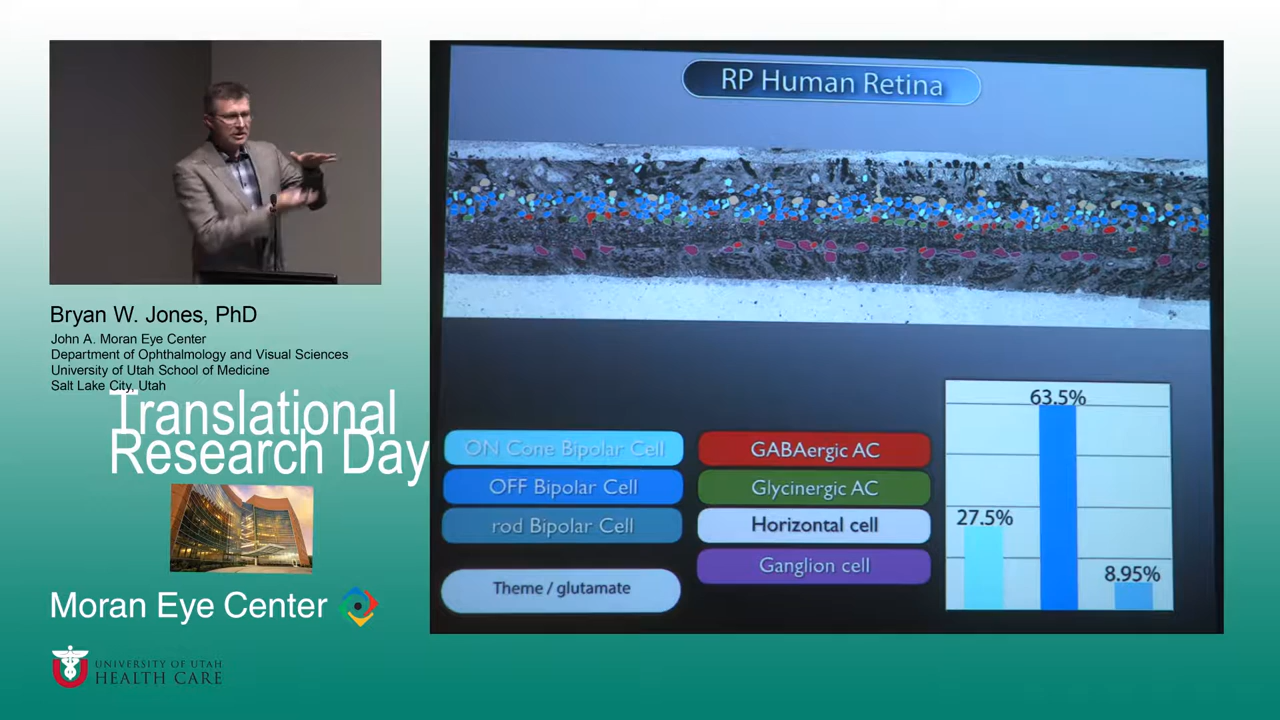 RP Human Retina
Bryan W. Jones, PhD
John A. Moran Eye Center
Department of Ophthalmology and Visual Sciences
University of Utah School of Medicine
Salt Lake City, Utah
Translational
Research Day
Moran Eye Center
UNIVERSITY OF UTAH
HEALTH CARE
ON Cone Bipolar Cell
OFF Bipolar Cell
rod Bipolar Cell
Theme / glutamate
GABAergic AC
Glycinergic AC
Horizontal cell
Ganglion cell
63.5%
27.5%
8.95%